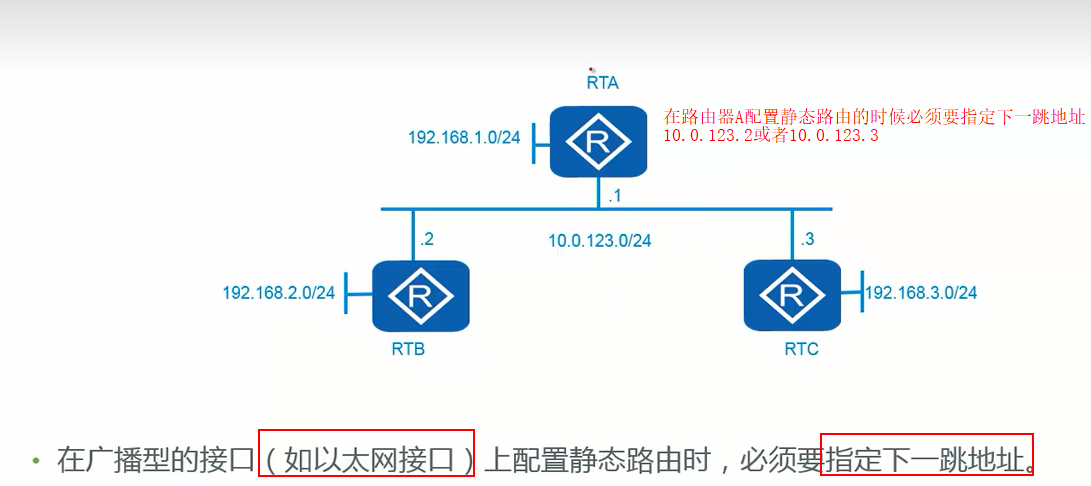 RTA
在路由器A配置静态路由的时候必须要指定下一跳地址
10.0.123.2或者10.0.123.3
192.168.1.0/24
R
.1
.2
10.0.123.0/24
.3
192.168.2.0/24
R
R
192.168.3.0/24
RTB
RTC
• 在广播型的接口(如以太网接口)上配置静态路由时,必须要指定下一跳地址。